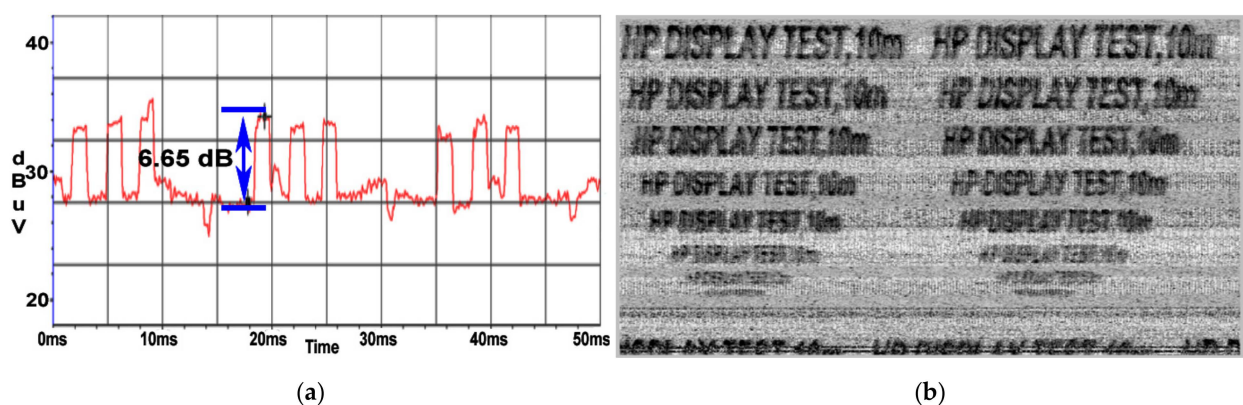 40
30
20
dBuV
6.65 dB
0ms 10ms 20ms 30ms 40ms 50ms
Time
HP DISPLAY TEST,10m HP DISPLAY TEST,10m
HP DISPLAY TEST,10m HP DISPLAY TEST,10m
HP DISPLAY TEST,10m HP DISPLAY TEST,10m
HP DISPLAY TEST,10m HP DISPLAY TEST,10m
HP DISPLAY TEST,10m HP DISPLAY TEST,10m
(a) (b)